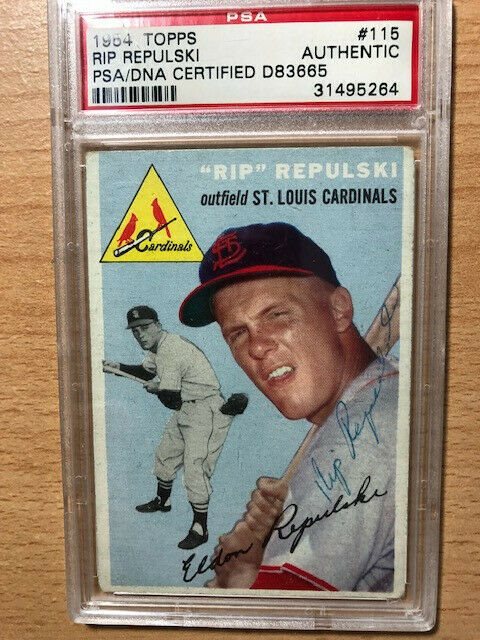 PSA
1954 TOPPS #115
RIP REPULSKI AUTHENTIC
PSA/DNA CERTIFIED D83665
31495264
"RIP" REPULSKI
outfield ST. LOUIS CARDINALS
Cardinals
STL
Rip Repulski
Eldon Repulski